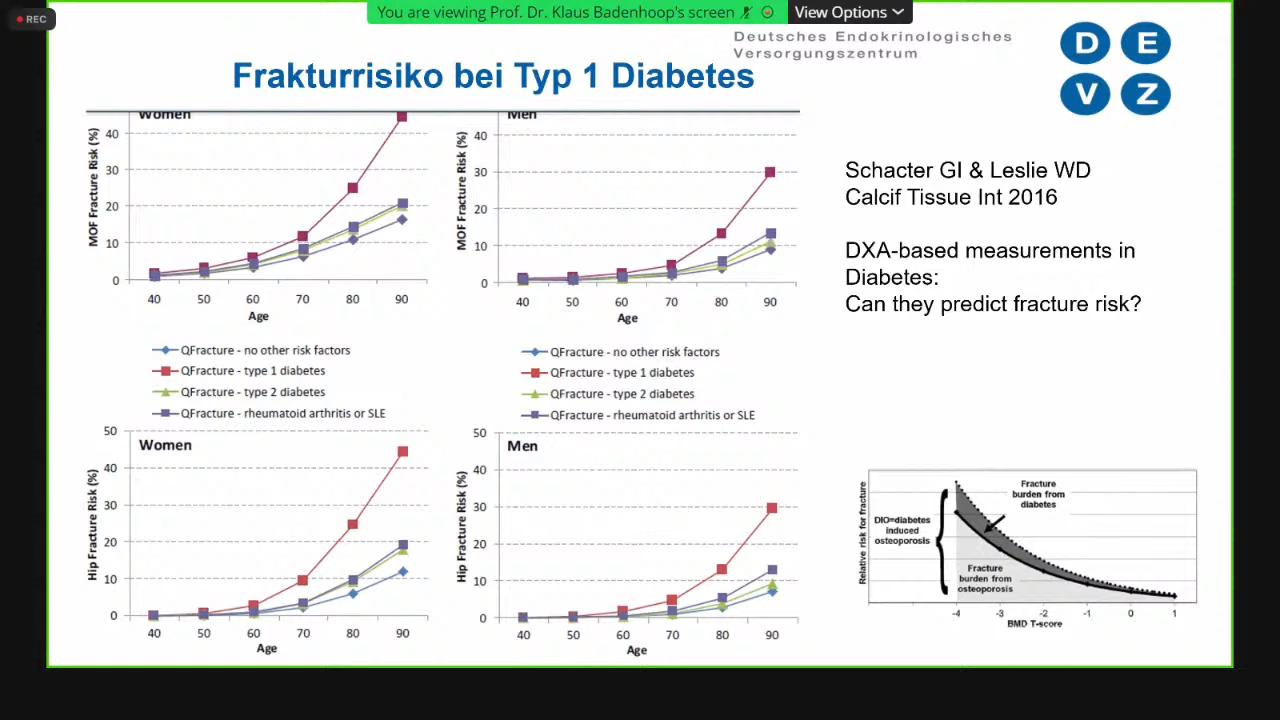 REC
You are viewing Prof. Dr. Klaus Badenhoop's screen
View Options
Deutsches Endokrinologisches
Versorgungszentrum
D E
V Z
Frakturrisiko bei Typ 1 Diabetes
Women
MOF Fracture Risk (%)
40
30
20
10
0
40 50 60 70 80 90
Age
Men
MOF Fracture Risk (%)
40
30
20
10
0
40 50 60 70 80 90
Age
QFracture - no other risk factors
QFracture - type 1 diabetes
QFracture - type 2 diabetes
QFracture - rheumatoid arthritis or SLE
QFracture - no other risk factors
QFracture - type 1 diabetes
QFracture - type 2 diabetes
QFracture - rheumatoid arthritis or SLE
Women
Hip Fracture Risk (%)
50
40
30
20
10
0
40 50 60 70 80 90
Age
Men
Hip Fracture Risk (%)
50
40
30
20
10
0
40 50 60 70 80 90
Age
Schacter GI & Leslie WD
Calcif Tissue Int 2016
DXA-based measurements in
Diabetes:
Can they predict fracture risk?
Relative risk for fracture
DIO=diabetes
induced
osteoporosis
Fracture
burden from
diabetes
Fracture
burden from
osteoporosis
-4 -3 -2 -1 0 1
BMD T-score